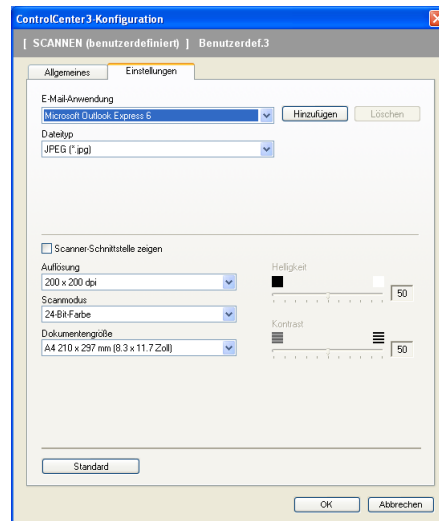 ControlCenter3-Konfiguration
[ SCANNEN (benutzerdefiniert) ] Benutzerdef.3
Allgemeines Einstellungen
E-Mail-Anwendung
Microsoft Outlook Express 6 Hinzufügen Löschen
Dateityp
JPEG (*.jpg)
Scanner-Schnittstelle zeigen
Auflösung Helligkeit
200 x 200 dpi 50
Scanmodus
24-Bit-Farbe Kontrast
Dokumentengröße
A4 210 x 297 mm (8.3 x 11.7 Zoll) 50
Standard
OK Abbrechen